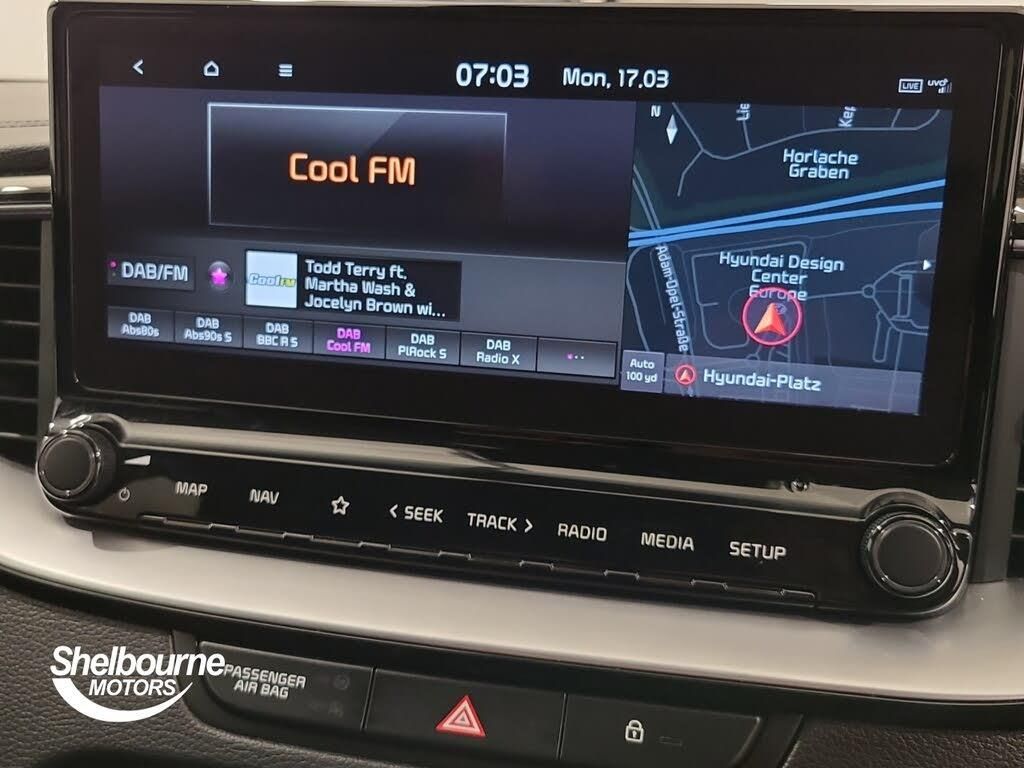 07:03 Mon, 17.03
LIVE
UVO
Cool FM
N
Horlache
Graben
Adam-Opel-Straße
Hyundai Design
Center
Europe
DAB/FM
CoolFM
Todd Terry ft.
Martha Wash &
Jocelyn Brown wi...
DAB
Abs80s
DAB
Abs90s S
DAB
BBC R 5
DAB
Cool FM
DAB
PlRock S
DAB
Radio X
Auto
100 yd
Hyundai-Platz
MAP
NAV
< SEEK
TRACK >
RADIO
MEDIA
SETUP
PASSENGER
AIR BAG
Shelbourne
MOTORS